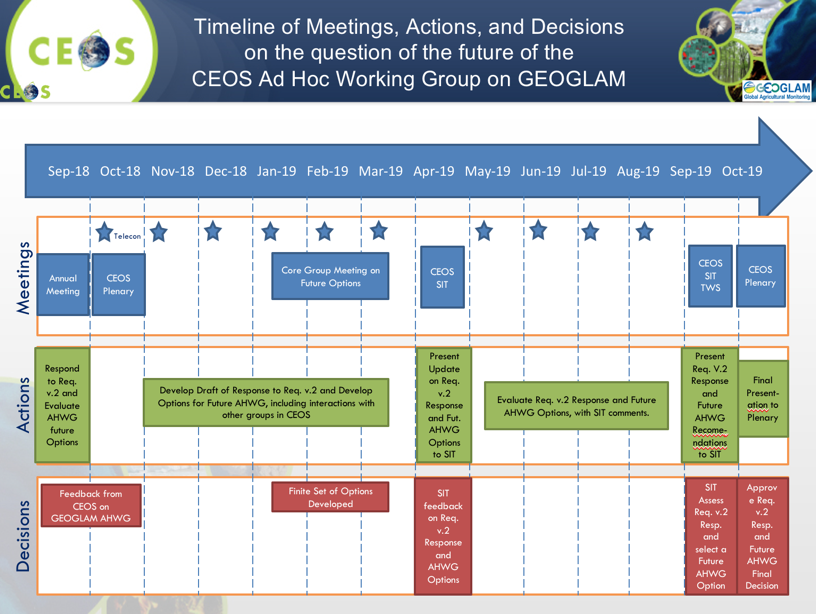 CEOS
CEOS
Timeline of Meetings, Actions, and Decisions
on the question of the future of the
CEOS Ad Hoc Working Group on GEOGLAM
GEOGLAM
Global Agricultural Monitoring
Sep-18 Oct-18 Nov-18 Dec-18 Jan-19 Feb-19 Mar-19 Apr-19 May-19 Jun-19 Jul-19 Aug-19 Sep-19 Oct-19
Meetings
Telecon
Annual
Meeting
CEOS
Plenary
Core Group Meeting on
Future Options
CEOS
SIT
CEOS
SIT
TWS
CEOS
Plenary
Actions
Respond
to Req.
v.2 and
Evaluate
AHWG
future
Options
Develop Draft of Response to Req. v.2 and Develop
Options for Future AHWG, including interactions with
other groups in CEOS
Present
Update
on Req.
v.2
Response
and Fut.
AHWG
Options
to SIT
Evaluate Req. v.2 Response and Future
AHWG Options, with SIT comments.
Present
Req. V.2
Response
and
Future
AHWG
Recome-
ndations
to SIT
Final
Present-
ation to
Plenary
Decisions
Feedback from
CEOS on
GEOGLAM AHWG
Finite Set of Options
Developed
SIT
feedback
on Req.
v.2
Response
and
AHWG
Options
SIT
Assess
Req. v.2
Resp.
and
select a
Future
AHWG
Option
Approv
e Req.
v.2
Resp.
and
Future
AHWG
Final
Decision